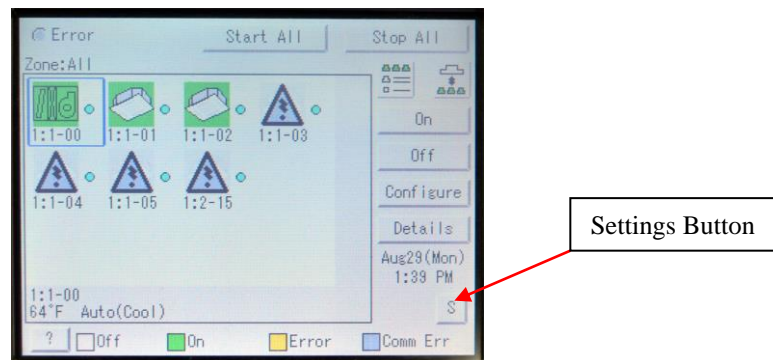 Error
Start All
Stop All
Zone:All
1:1-00
1:1-01
1:1-02
1:1-03
On
Off
1:1-04
1:1-05
1:2-15
Configure
Details
Aug29(Mon)
1:39 PM
Settings Button
1:1-00
64°F Auto(Cool)
S
?
Off
On
Error
Comm Err